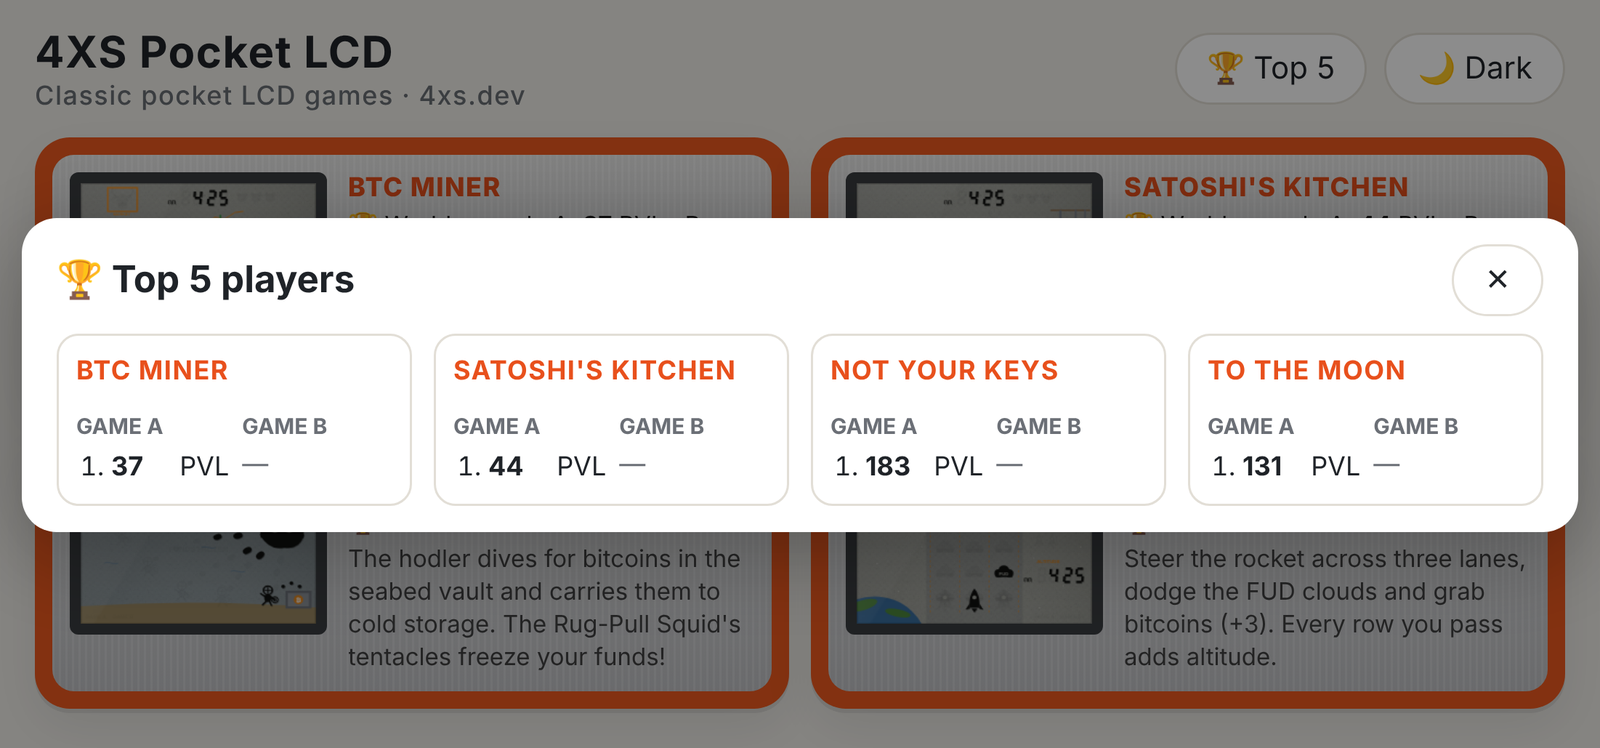 4XS Pocket LCD
Classic pocket LCD games · 4xs.dev
🏆 Top 5
🌙 Dark
425
BTC MINER
425
SATOSHI'S KITCHEN
🏆 Top 5 players
✕
BTC MINER
GAME A GAME B
1. 37 PVL —
SATOSHI'S KITCHEN
GAME A GAME B
1. 44 PVL —
NOT YOUR KEYS
GAME A GAME B
1. 183 PVL —
TO THE MOON
GAME A GAME B
1. 131 PVL —
The hodler dives for bitcoins in the
seabed vault and carries them to
cold storage. The Rug-Pull Squid's
tentacles freeze your funds!
425
Steer the rocket across three lanes,
dodge the FUD clouds and grab
bitcoins (+3). Every row you pass
adds altitude.